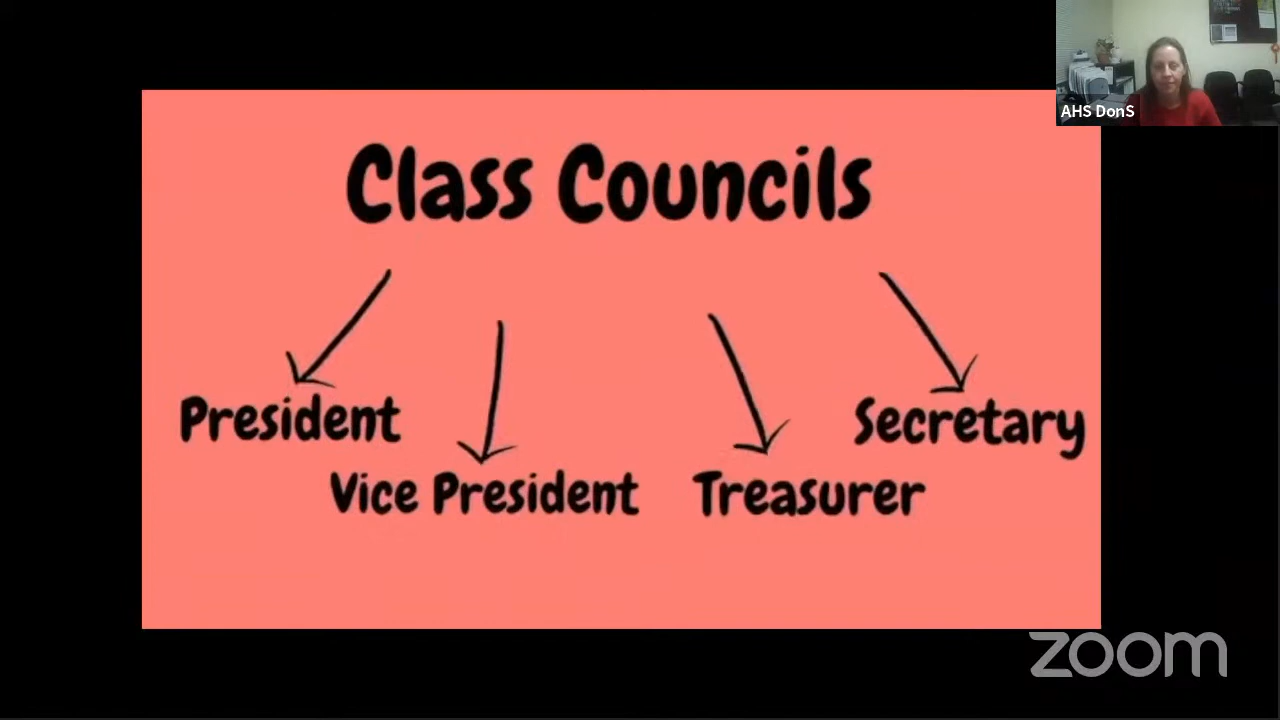 AHS DonS
Class Councils
President
Secretary
Vice President
Treasurer
zoom